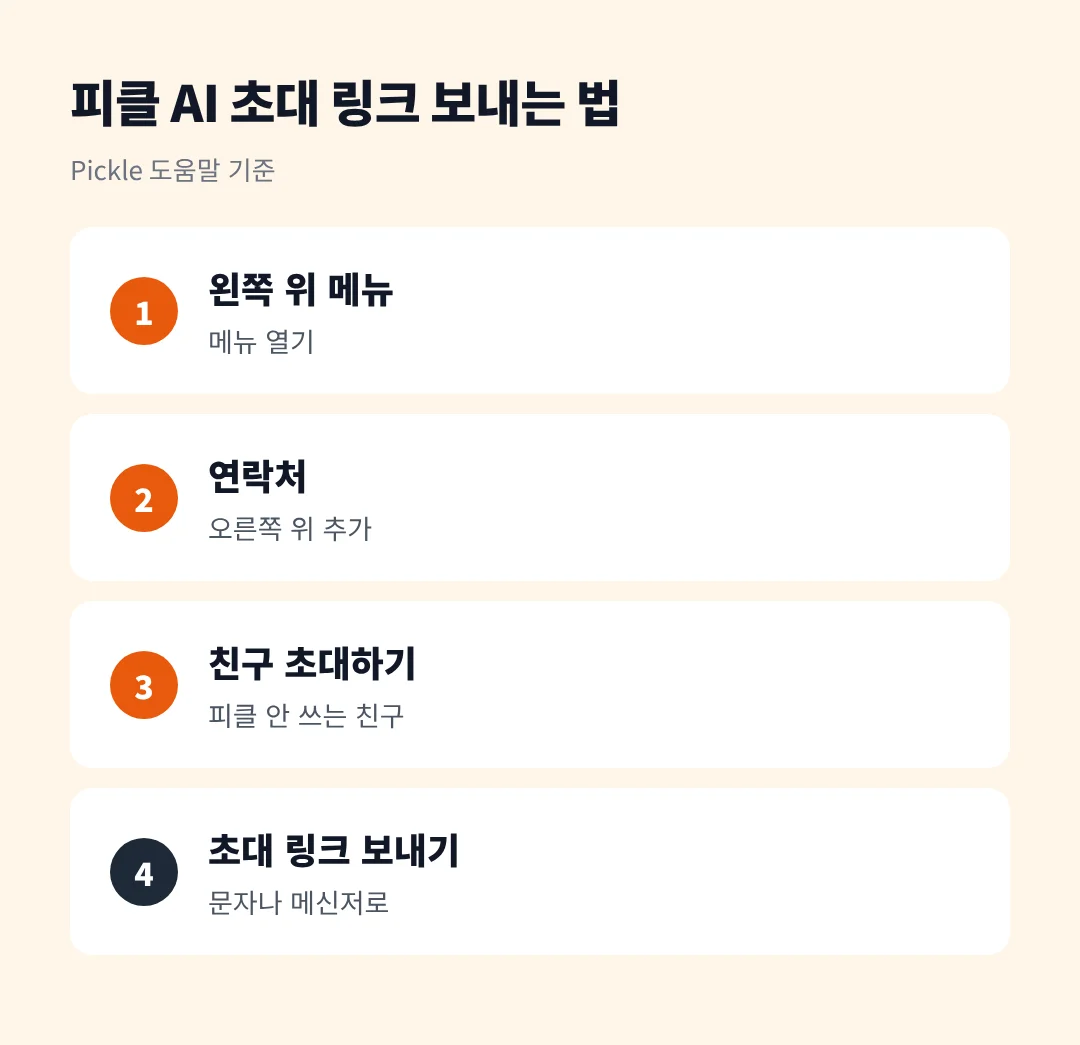 피클 AI 초대 링크 보내는 법
Pickle 도움말 기준
1
왼쪽 위 메뉴
메뉴 열기
2
연락처
오른쪽 위 추가
3
친구 초대하기
피클 안 쓰는 친구
4
초대 링크 보내기
문자나 메신저로